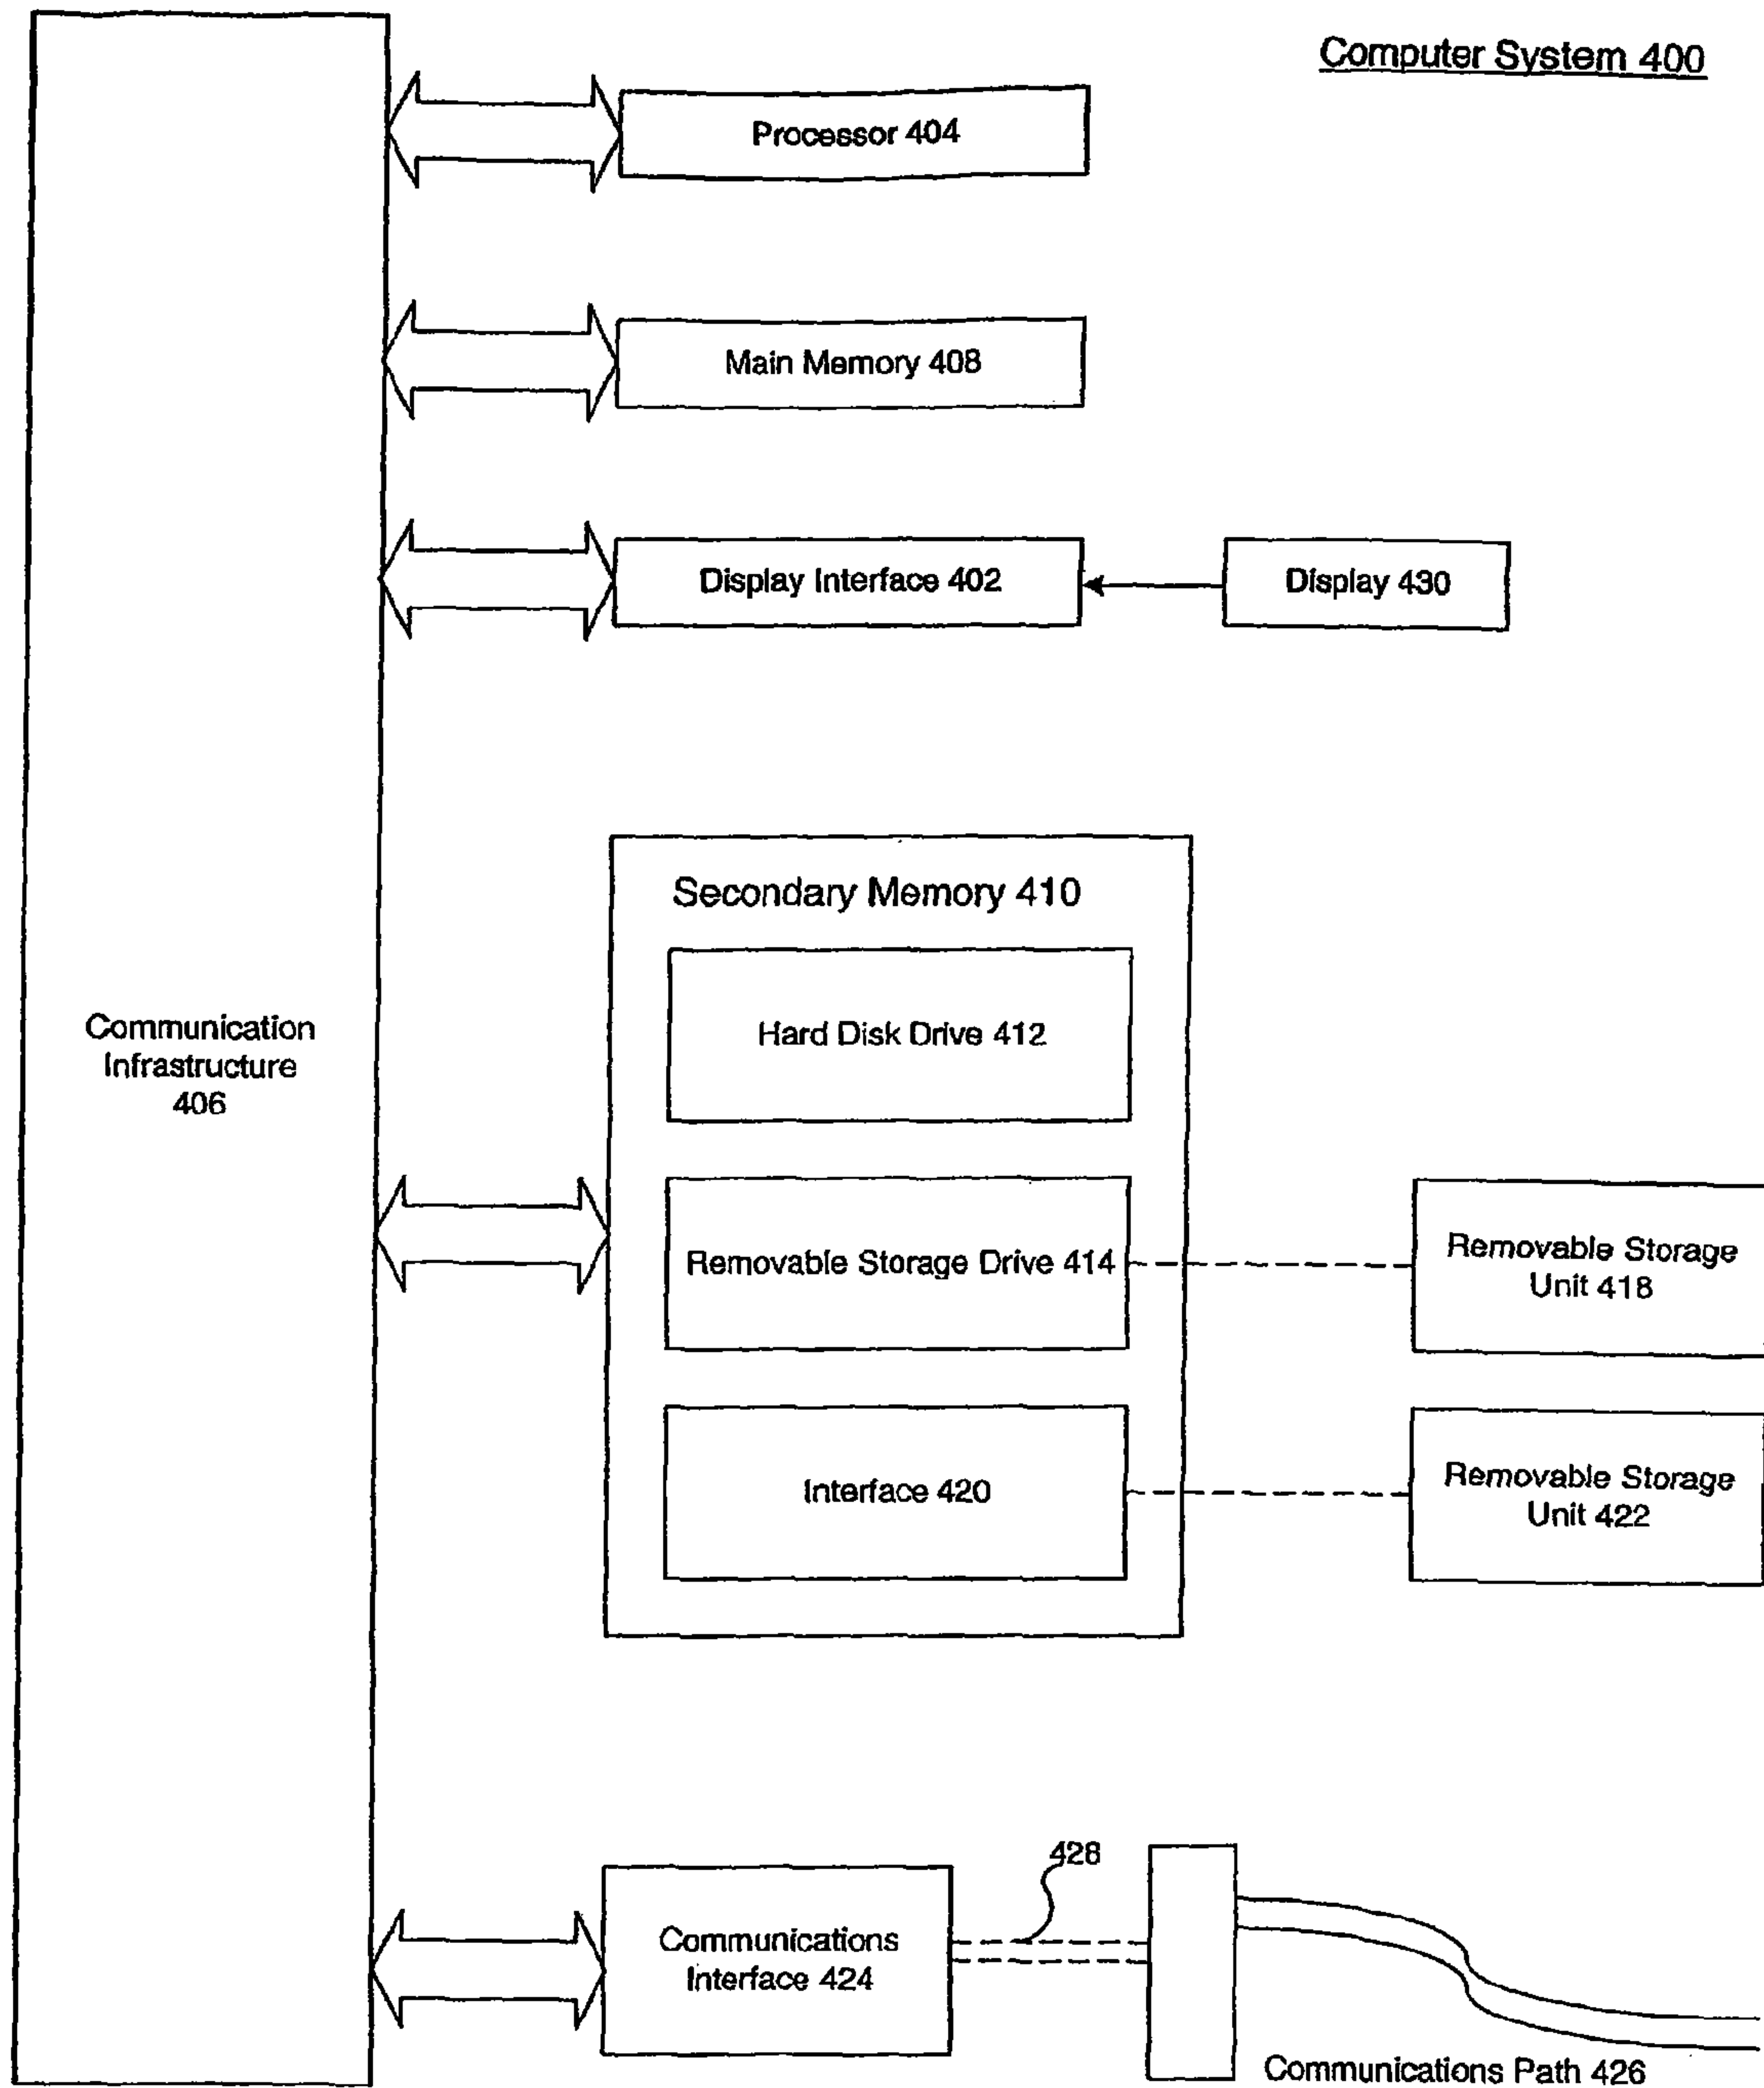 Computer System 400
Processor 404
Main Memory 408
Display Interface 402
Display 430
Secondary Memory 410
Hard Disk Drive 412
Communication
Infrastructure
406
Removable Storage Drive 414
Removable Storage
Unit 418
Interface 420
Removable Storage
Unit 422
428
Communications
Interface 424
Communications Path 426